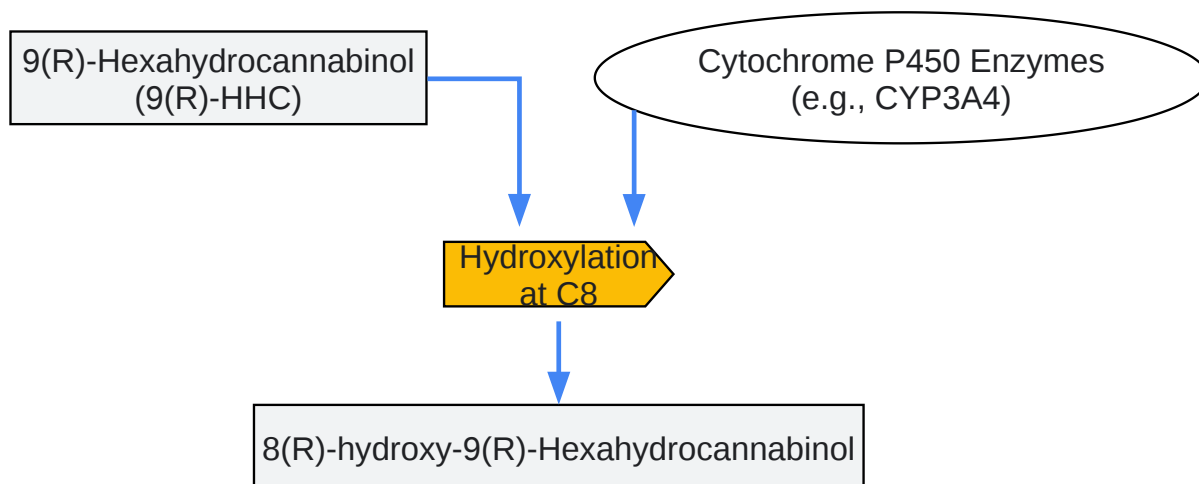 9(R)-Hexahydrocannabinol
(9(R)-HHC)
Cytochrome P450 Enzymes
(e.g., CYP3A4)
Hydroxylation
at C8
8(R)-hydroxy-9(R)-Hexahydrocannabinol